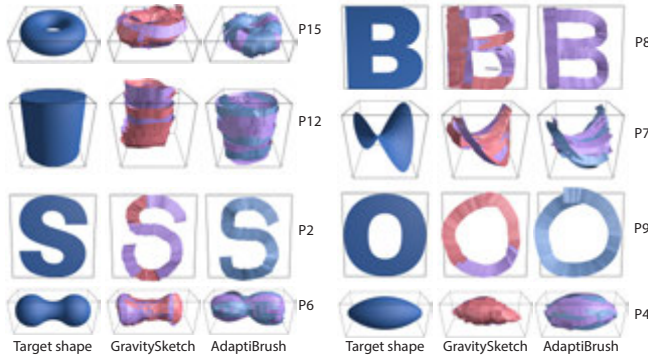 P15
P12
P2
P6
Target shape GravitySketch AdaptiBrush
P8
P7
P9
P4
Target shape GravitySketch AdaptiBrush